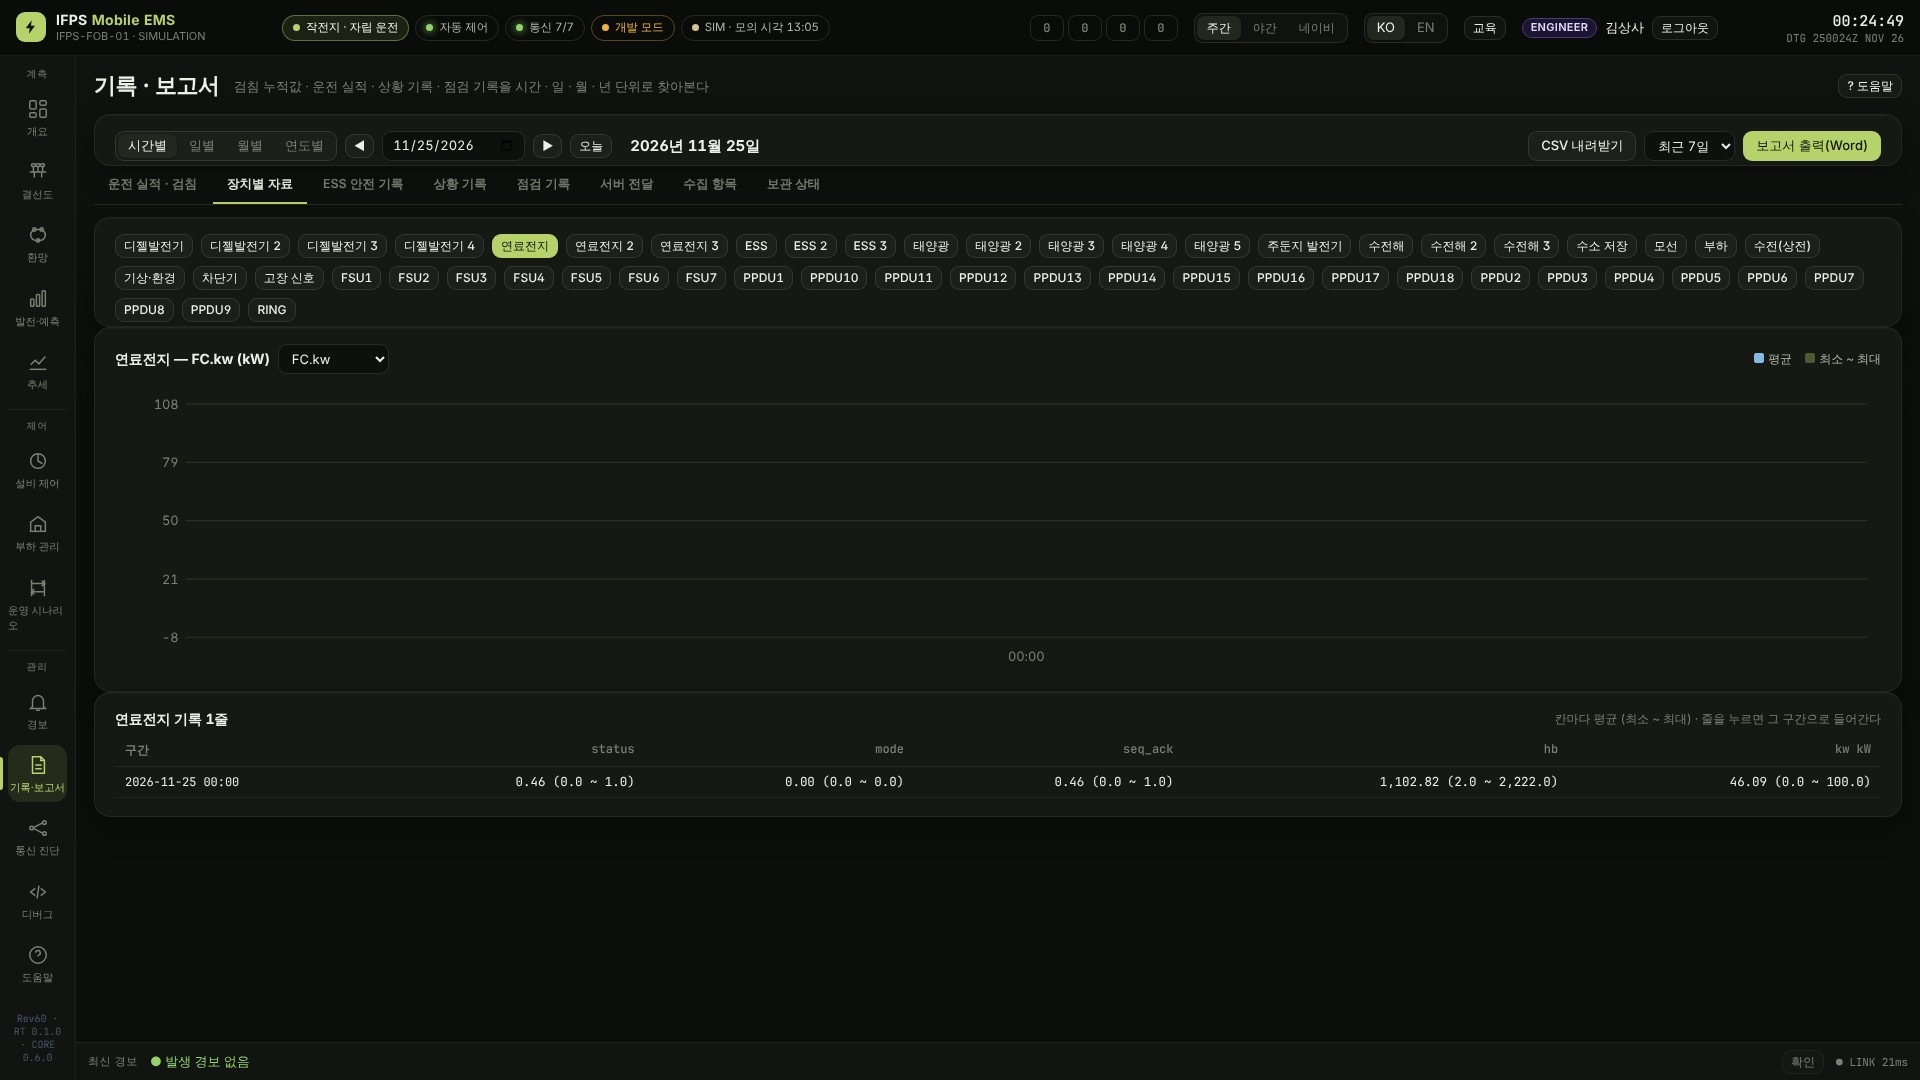 IFPS Mobile EMS
IFPS-FOB-01 · SIMULATION
작전지 · 자립 운전
자동 제어
통신 7/7
개발 모드
SIM · 모의 시각 13:05
0 0 0 0
주간 야간 네이비
KO EN
교육
ENGINEER 김상사 로그아웃
00:24:49
DTG 250024Z NOV 26
계측
개요
결선도
환망
발전·예측
추세
제어
설비 제어
부하 관리
운영 시나리
오
관리
경보
기록·보고서
통신 진단
디버그
도움말
Rev60 ·
RT 0.1.0
· CORE
0.6.0
기록 · 보고서 검침 누적값 · 운전 실적 · 상황 기록 · 점검 기록을 시간 · 일 · 월 · 년 단위로 찾아본다
? 도움말
시간별 일별 월별 연도별 ◀ 11/25/2026 ▶ 오늘 2026년 11월 25일
CSV 내려받기 최근 7일 보고서 출력(Word)
운전 실적 · 검침 장치별 자료 ESS 안전 기록 상황 기록 점검 기록 서버 전달 수집 항목 보관 상태
디젤발전기 디젤발전기 2 디젤발전기 3 디젤발전기 4 연료전지 연료전지 2 연료전지 3 ESS ESS 2 ESS 3 태양광 태양광 2 태양광 3 태양광 4 태양광 5 주둔지 발전기 수전해 수전해 2 수전해 3 수소 저장 모선 부하 수전(상전)
기상·환경 차단기 고장 신호 FSU1 FSU2 FSU3 FSU4 FSU5 FSU6 FSU7 PPDU1 PPDU10 PPDU11 PPDU12 PPDU13 PPDU14 PPDU15 PPDU16 PPDU17 PPDU18 PPDU2 PPDU3 PPDU4 PPDU5 PPDU6 PPDU7
PPDU8 PPDU9 RING
연료전지 — FC.kw (kW) FC.kw
평균 최소 ~ 최대
108
79
50
21
-8
00:00
연료전지 기록 1줄
칸마다 평균 (최소 ~ 최대) · 줄을 누르면 그 구간으로 들어간다
구간 status mode seq_ack hb kw kW
2026-11-25 00:00 0.46 (0.0 ~ 1.0) 0.00 (0.0 ~ 0.0) 0.46 (0.0 ~ 1.0) 1,102.82 (2.0 ~ 2,222.0) 46.09 (0.0 ~ 100.0)
최신 경보 발생 경보 없음
확인 LINK 21ms